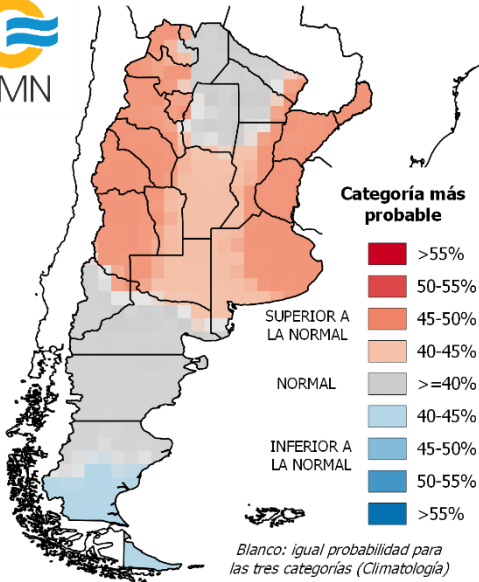 MN
Categoría más
probable
>55%
50-55%
45-50%
40-45%
>=40%
40-45%
45-50%
50-55%
>55%
SUPERIOR A
LA NORMAL
NORMAL
INFERIOR A
LA NORMAL
Blanco: igual probabilidad para
las tres categorías (Climatología)